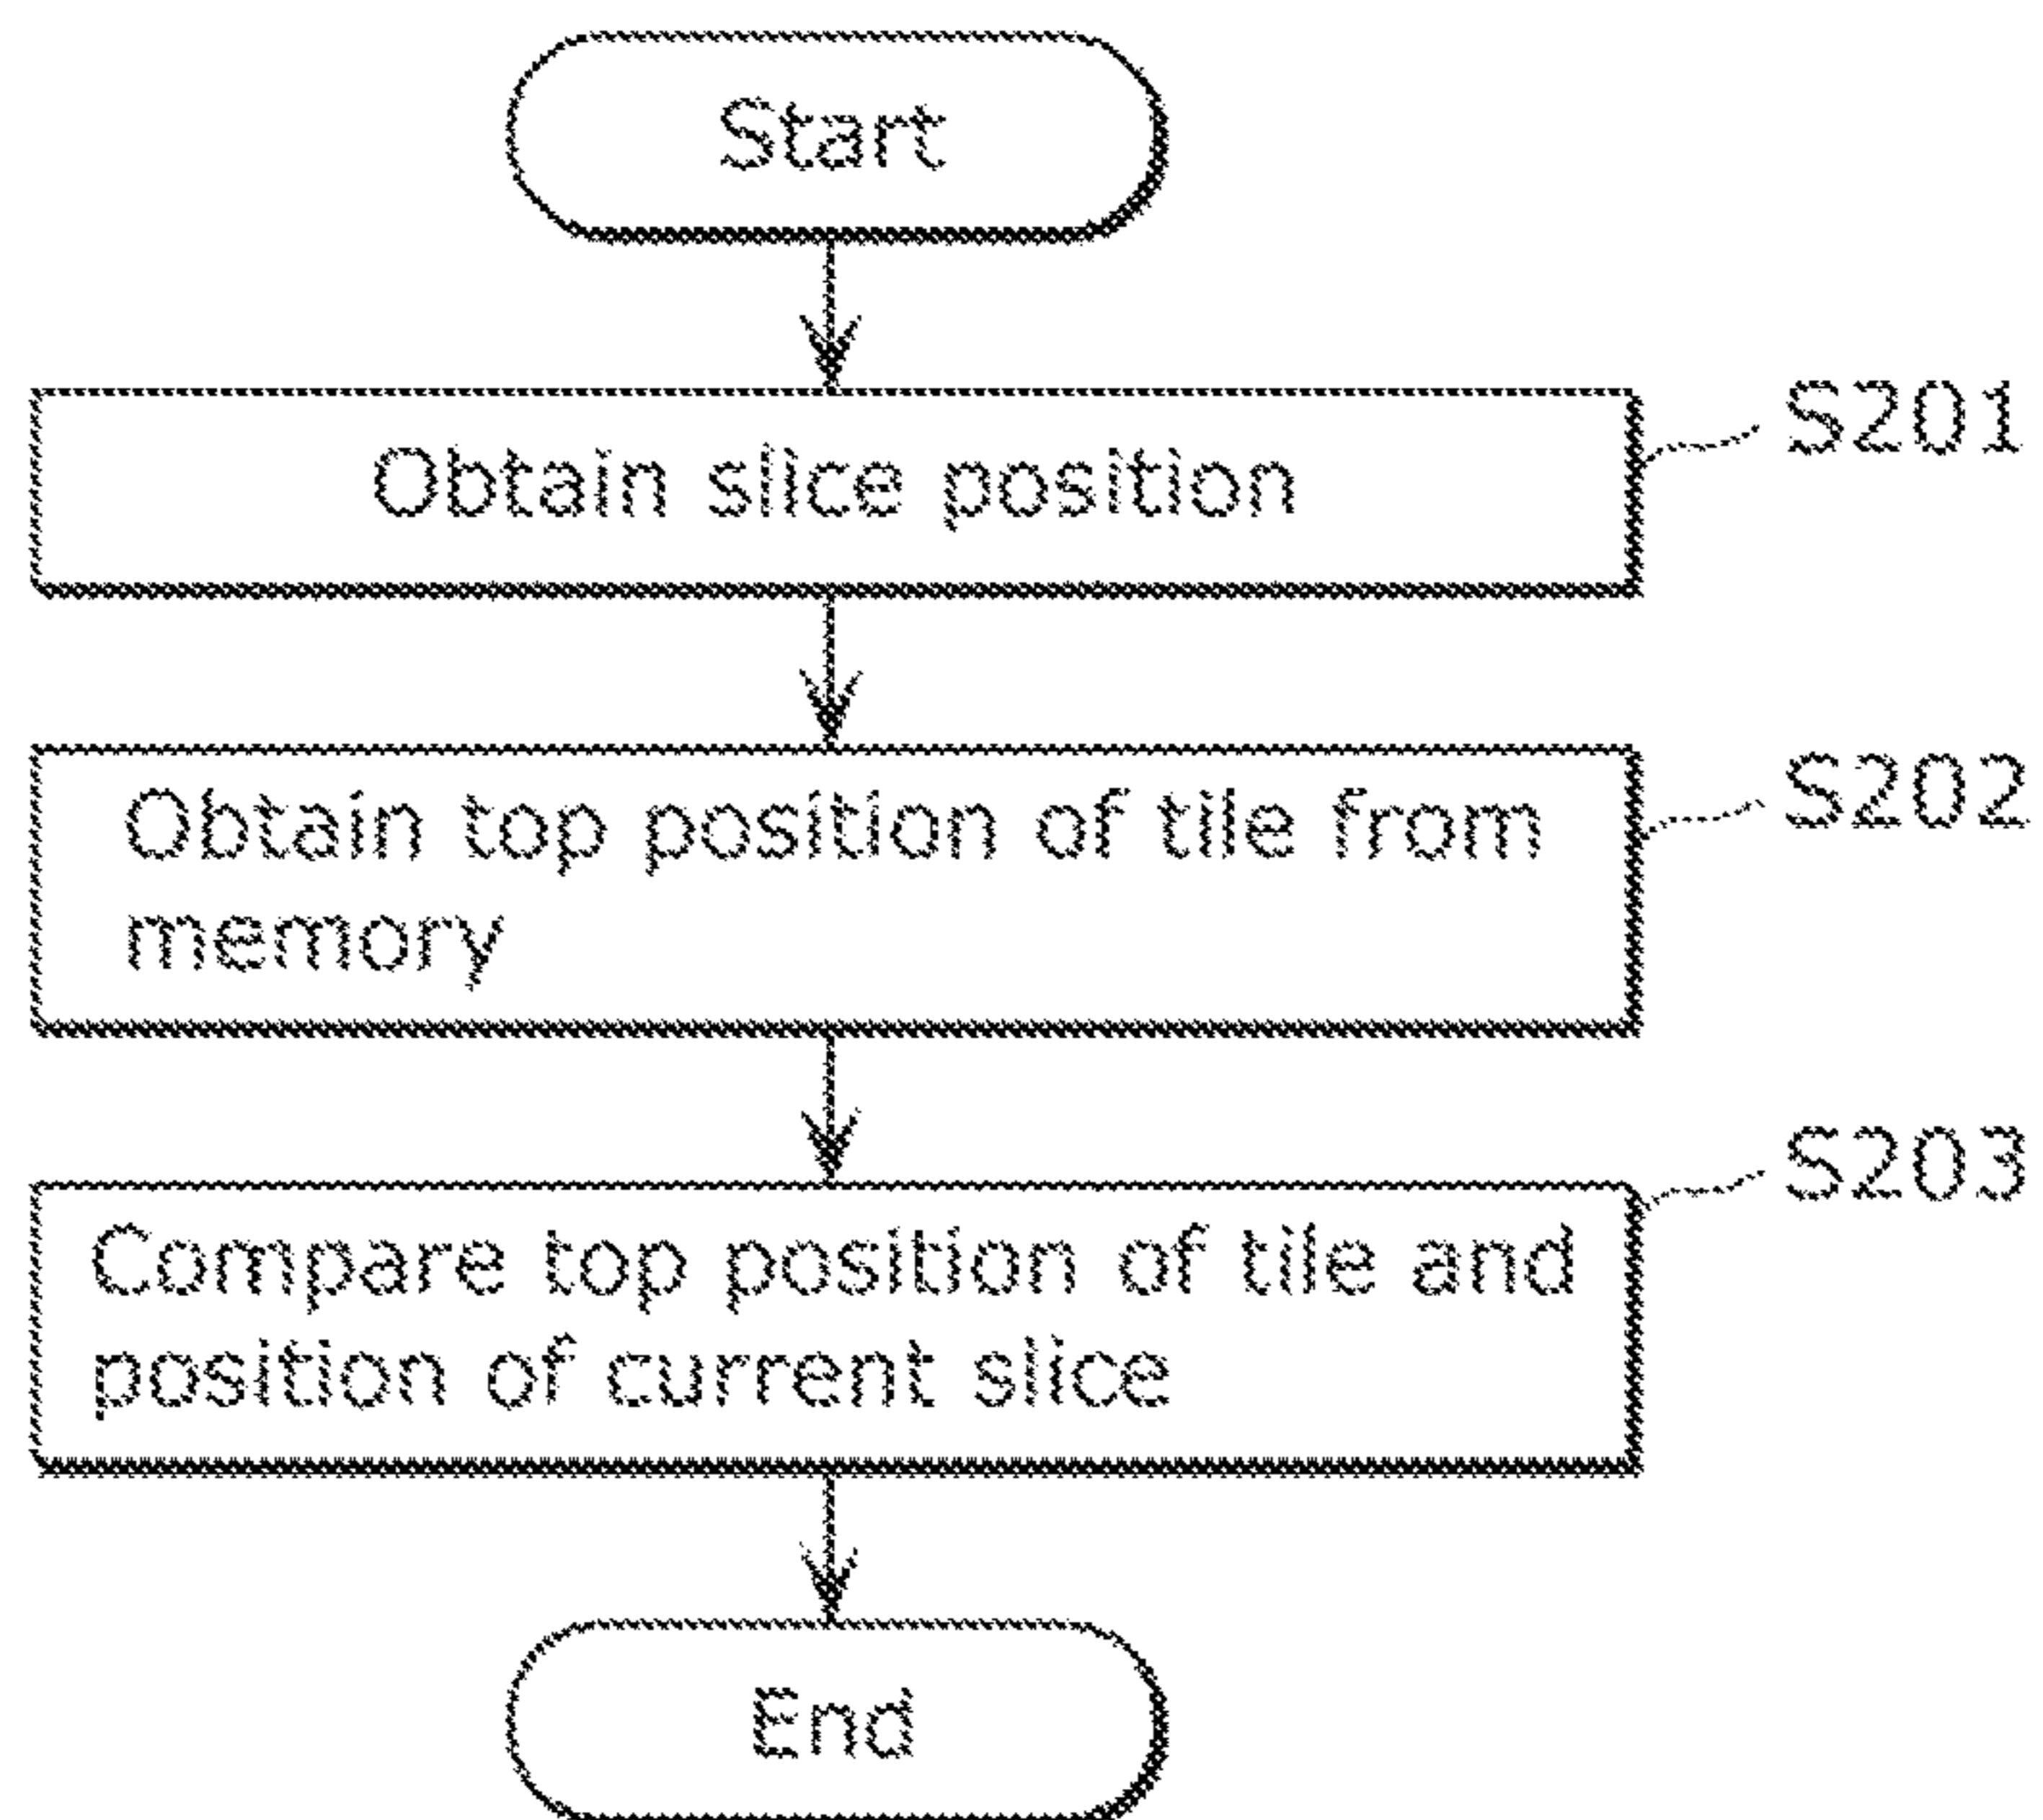 Start
Obtain slice position
S201
Obtain top position of tile from
memory
S202
Compare top position of tile and
position of current slice
S203
End